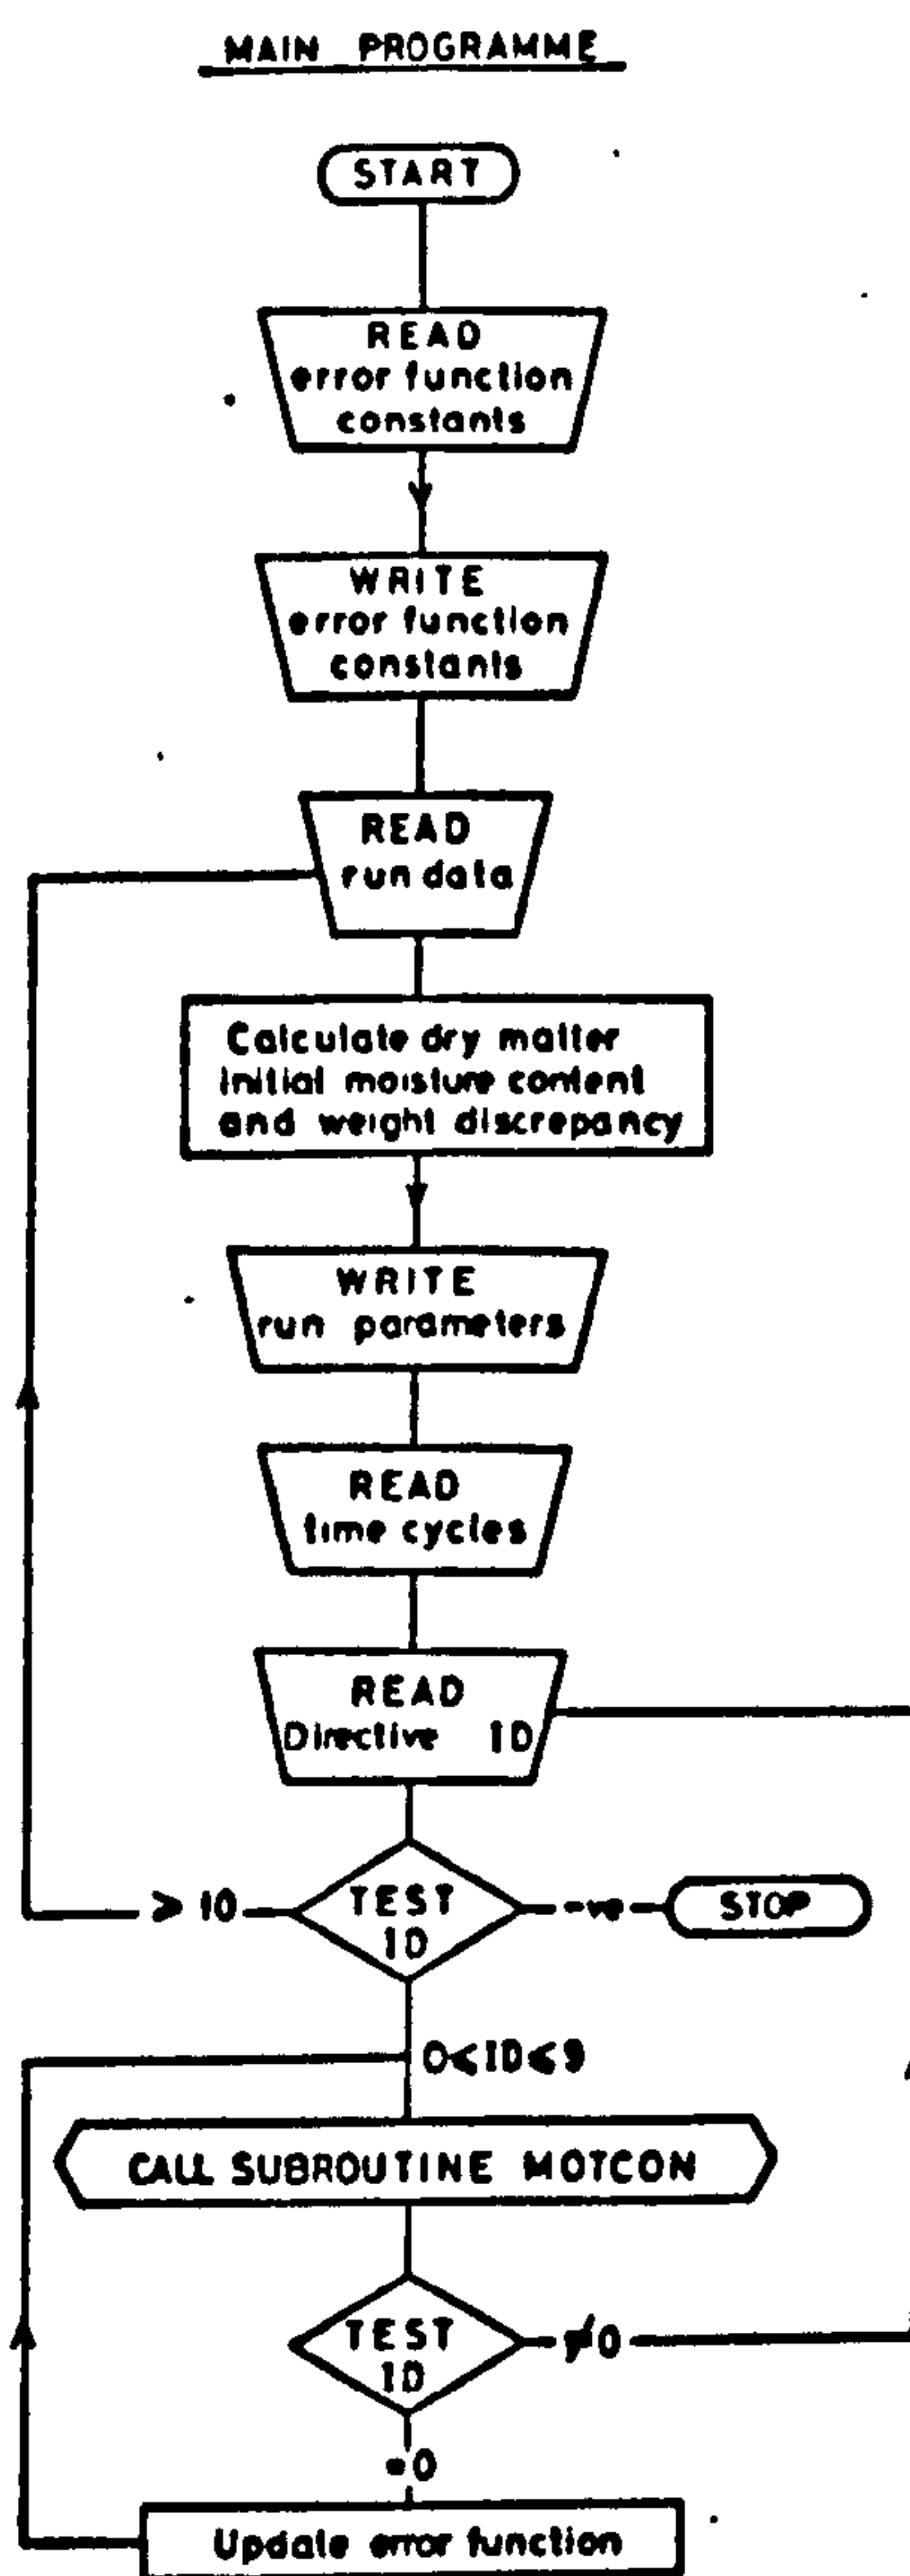 MAIN PROGRAMME
START
READ
error function
constants
WRITE
error function
constants
READ
run data
Calculate dry matter
initial moisture content
and weight discrepancy
WRITE
run parameters
READ
time cycles
READ
Directive ID
⩾ 10
TEST
ID
-ve
STOP
0⩽ID⩽9
CALL SUBROUTINE MOTCON
TEST
ID
≠0
=0
Update error function